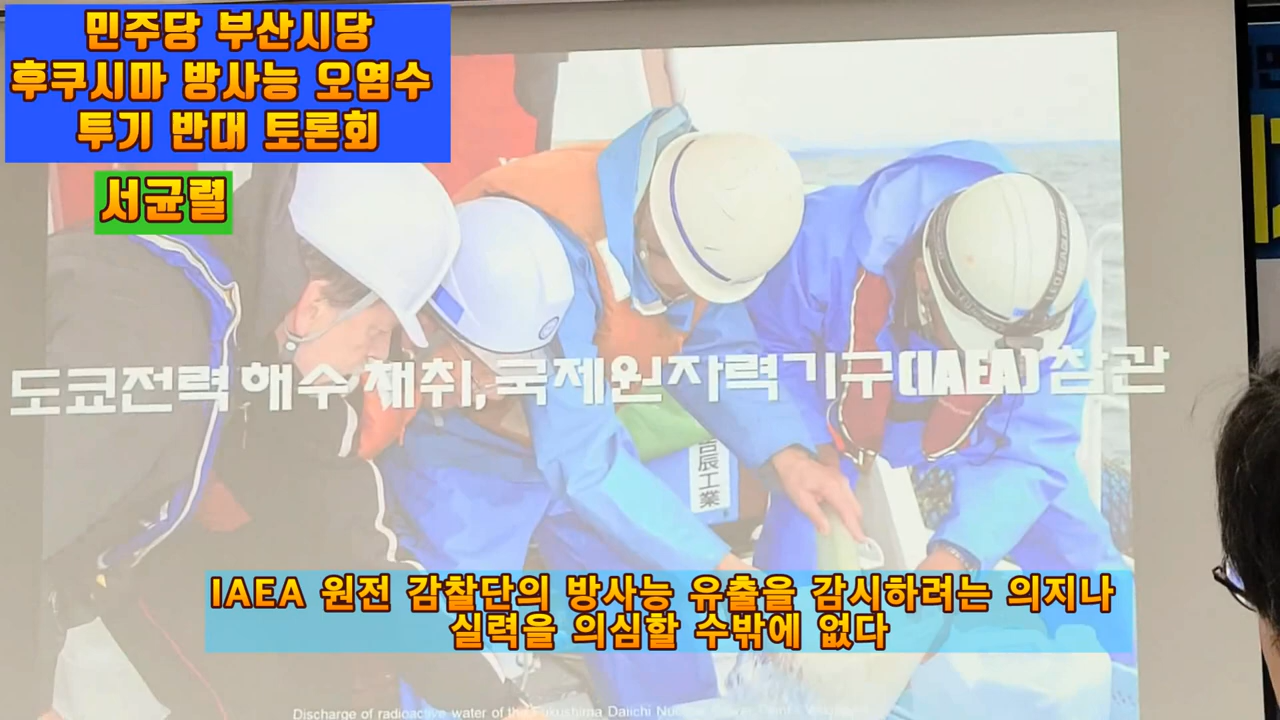 민주당 부산시당
후쿠시마 방사능 오염수
투기 반대 토론회
서균렬
도쿄전력 해수 채취, 국제원자력기구(IAEA) 참관
辰工業
IAEA 원전 감찰단의 방사능 유출을 감시하려는 의지나
실력을 의심할 수밖에 없다
Discharge of radioactive water of the Fukushima Daiichi